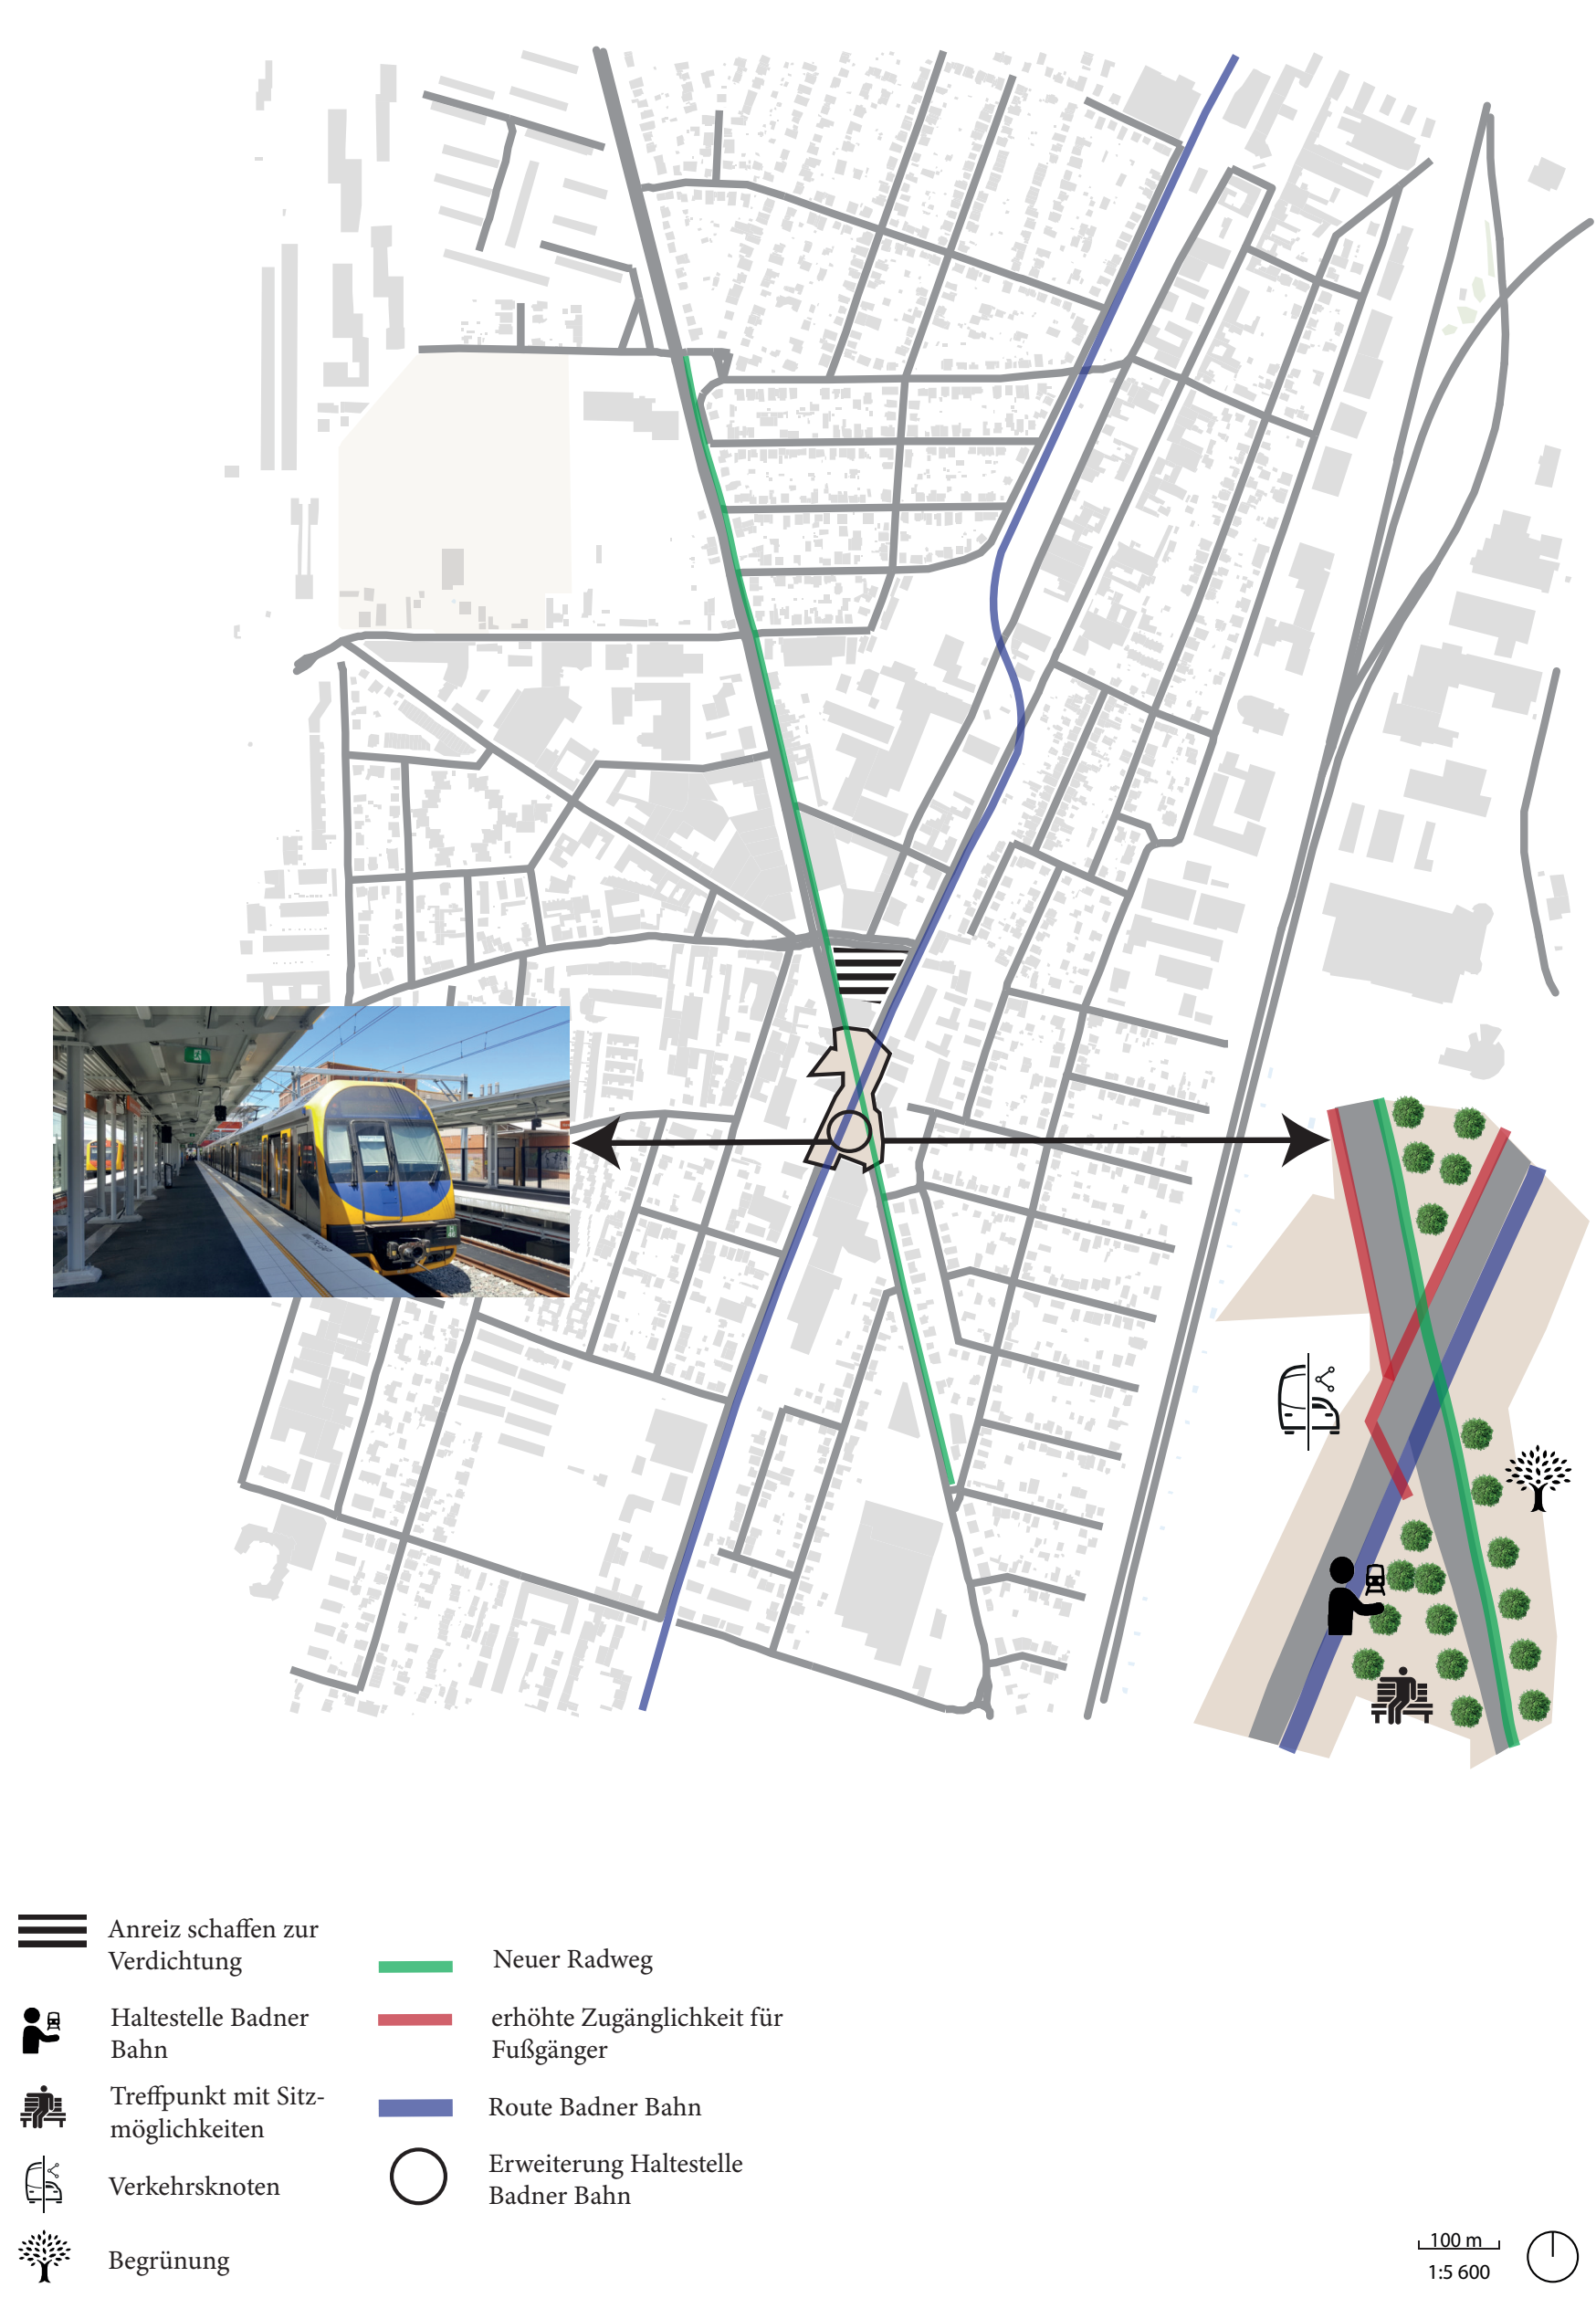 Anreiz schaffen zur
Verdichtung
Haltestelle Badner
Bahn
Treffpunkt mit Sitz-
möglichkeiten
Verkehrsknoten
Begrünung
Neuer Radweg
erhöhte Zugänglichkeit für
Fußgänger
Route Badner Bahn
Erweiterung Haltestelle
Badner Bahn
100 m
1:5 600